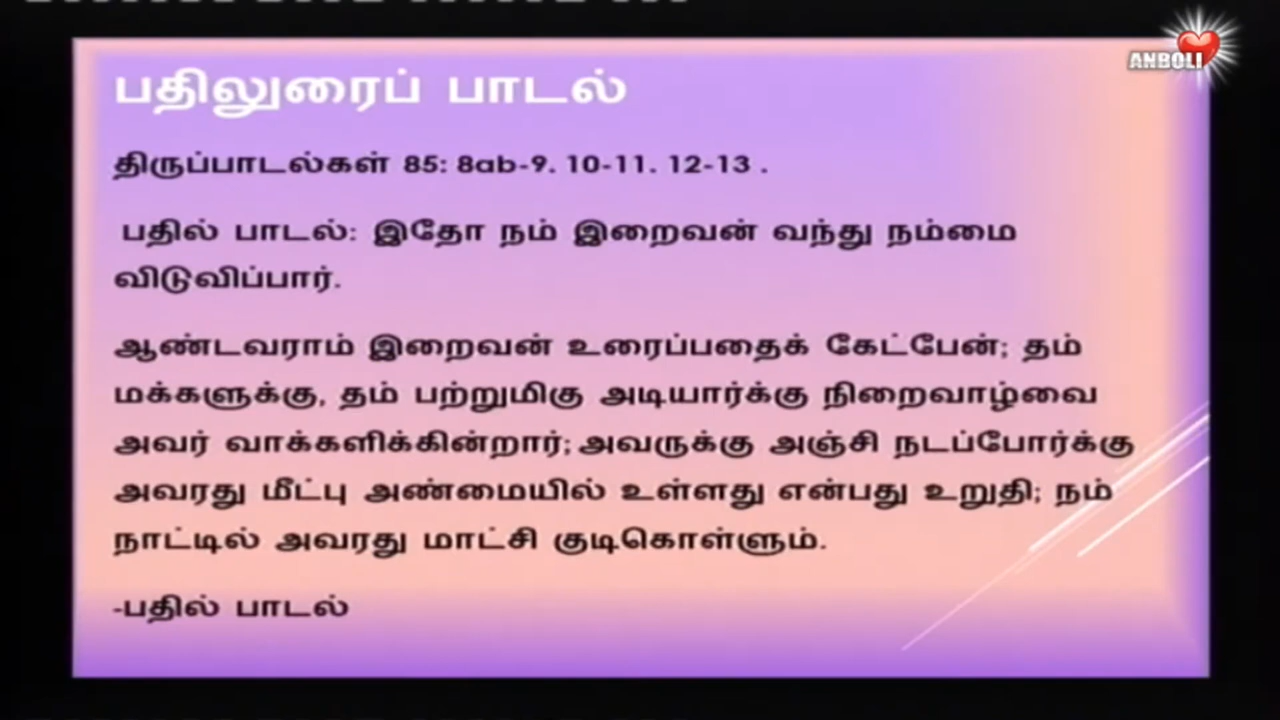 ANBOLI
பதிலுரைப் பாடல்
திருப்பாடல்கள் 85: 8ab-9. 10-11. 12-13 .
பதில் பாடல்: இதோ நம் இறைவன் வந்து நம்மை
விடுவிப்பார்.
ஆண்டவராம் இறைவன் உரைப்பதைக் கேட்பேன்; தம்
மக்களுக்கு, தம் பற்றுமிகு அடியார்க்கு நிறைவாழ்வை
அவர் வாக்களிக்கின்றார்; அவருக்கு அஞ்சி நடப்போர்க்கு
அவரது மீட்பு அண்மையில் உள்ளது என்பது உறுதி; நம்
நாட்டில் அவரது மாட்சி குடிகொள்ளும்.
-பதில் பாடல்